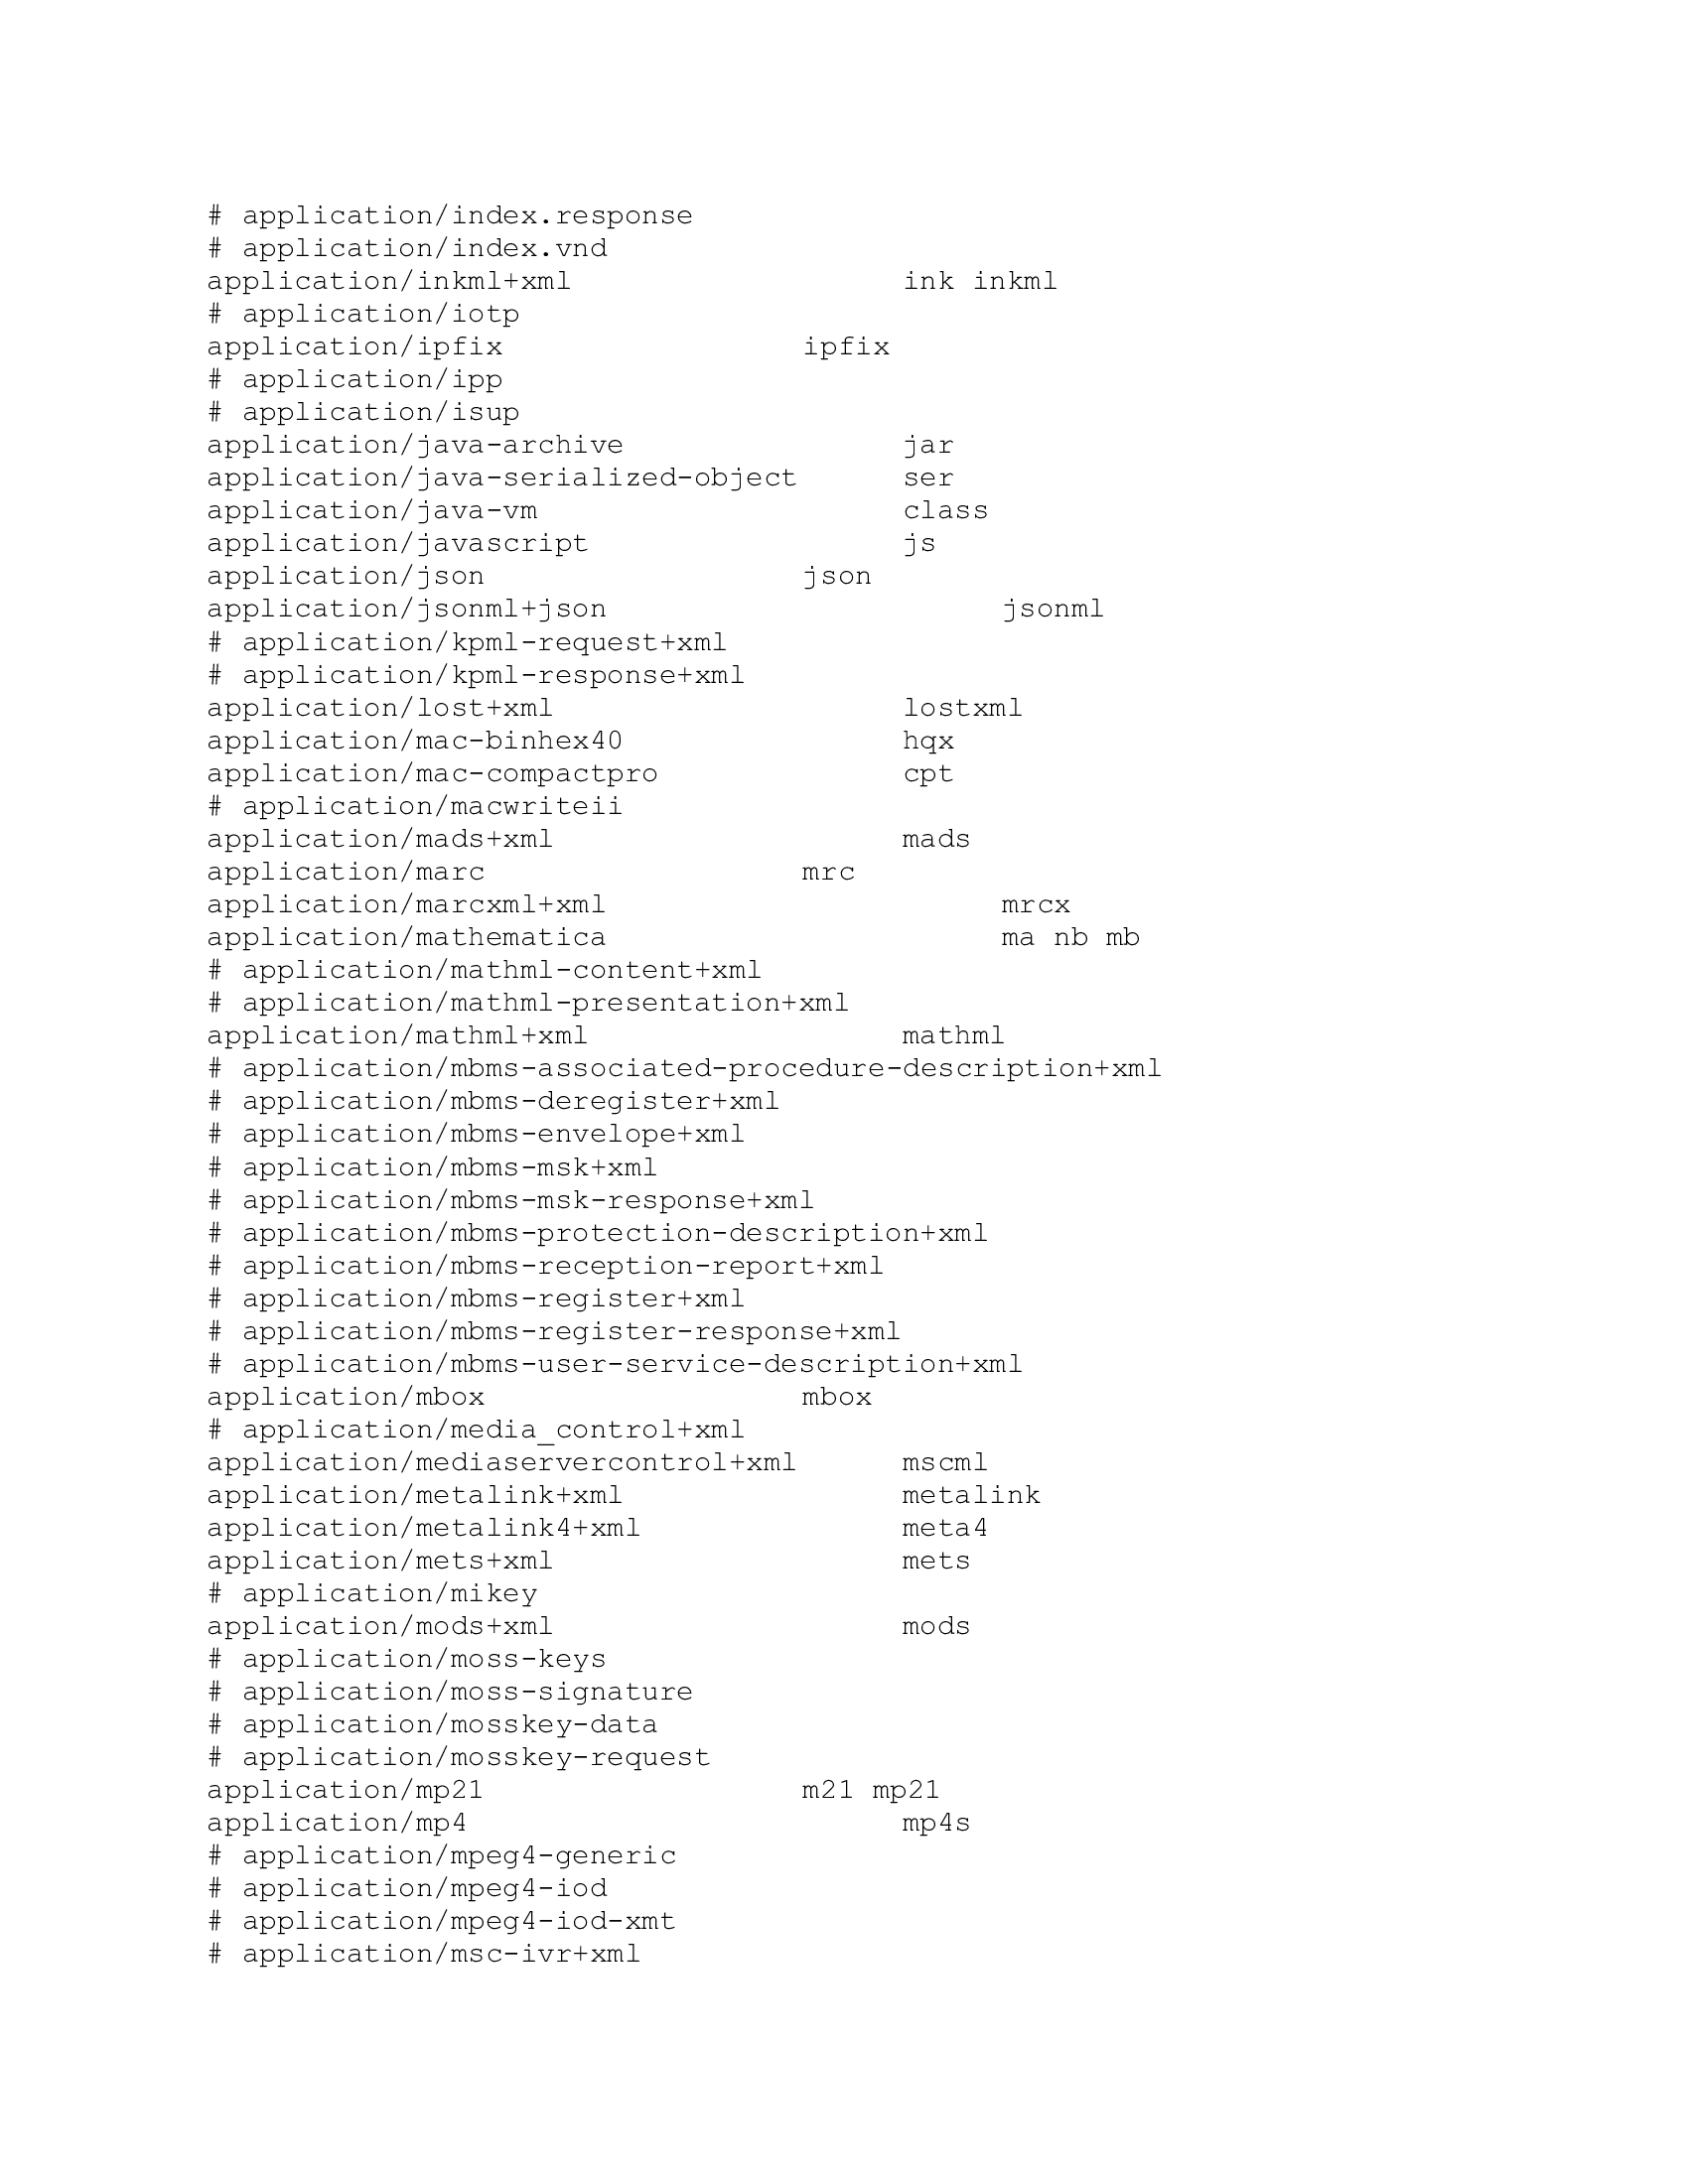 # application/index.response
# application/index.vnd
application/inkml+xml ink inkml
# application/iotp
application/ipfix ipfix
# application/ipp
# application/isup
application/java-archive jar
application/java-serialized-object ser
application/java-vm class
application/javascript js
application/json json
application/jsonml+json jsonml
# application/kpml-request+xml
# application/kpml-response+xml
application/lost+xml lostxml
application/mac-binhex40 hqx
application/mac-compactpro cpt
# application/macwriteii
application/mads+xml mads
application/marc mrc
application/marcxml+xml mrcx
application/mathematica ma nb mb
# application/mathml-content+xml
# application/mathml-presentation+xml
application/mathml+xml mathml
# application/mbms-associated-procedure-description+xml
# application/mbms-deregister+xml
# application/mbms-envelope+xml
# application/mbms-msk+xml
# application/mbms-msk-response+xml
# application/mbms-protection-description+xml
# application/mbms-reception-report+xml
# application/mbms-register+xml
# application/mbms-register-response+xml
# application/mbms-user-service-description+xml
application/mbox mbox
# application/media_control+xml
application/mediaservercontrol+xml mscml
application/metalink+xml metalink
application/metalink4+xml meta4
application/mets+xml mets
# application/mikey
application/mods+xml mods
# application/moss-keys
# application/moss-signature
# application/mosskey-data
# application/mosskey-request
application/mp21 m21 mp21
application/mp4 mp4s
# application/mpeg4-generic
# application/mpeg4-iod
# application/mpeg4-iod-xmt
# application/msc-ivr+xml